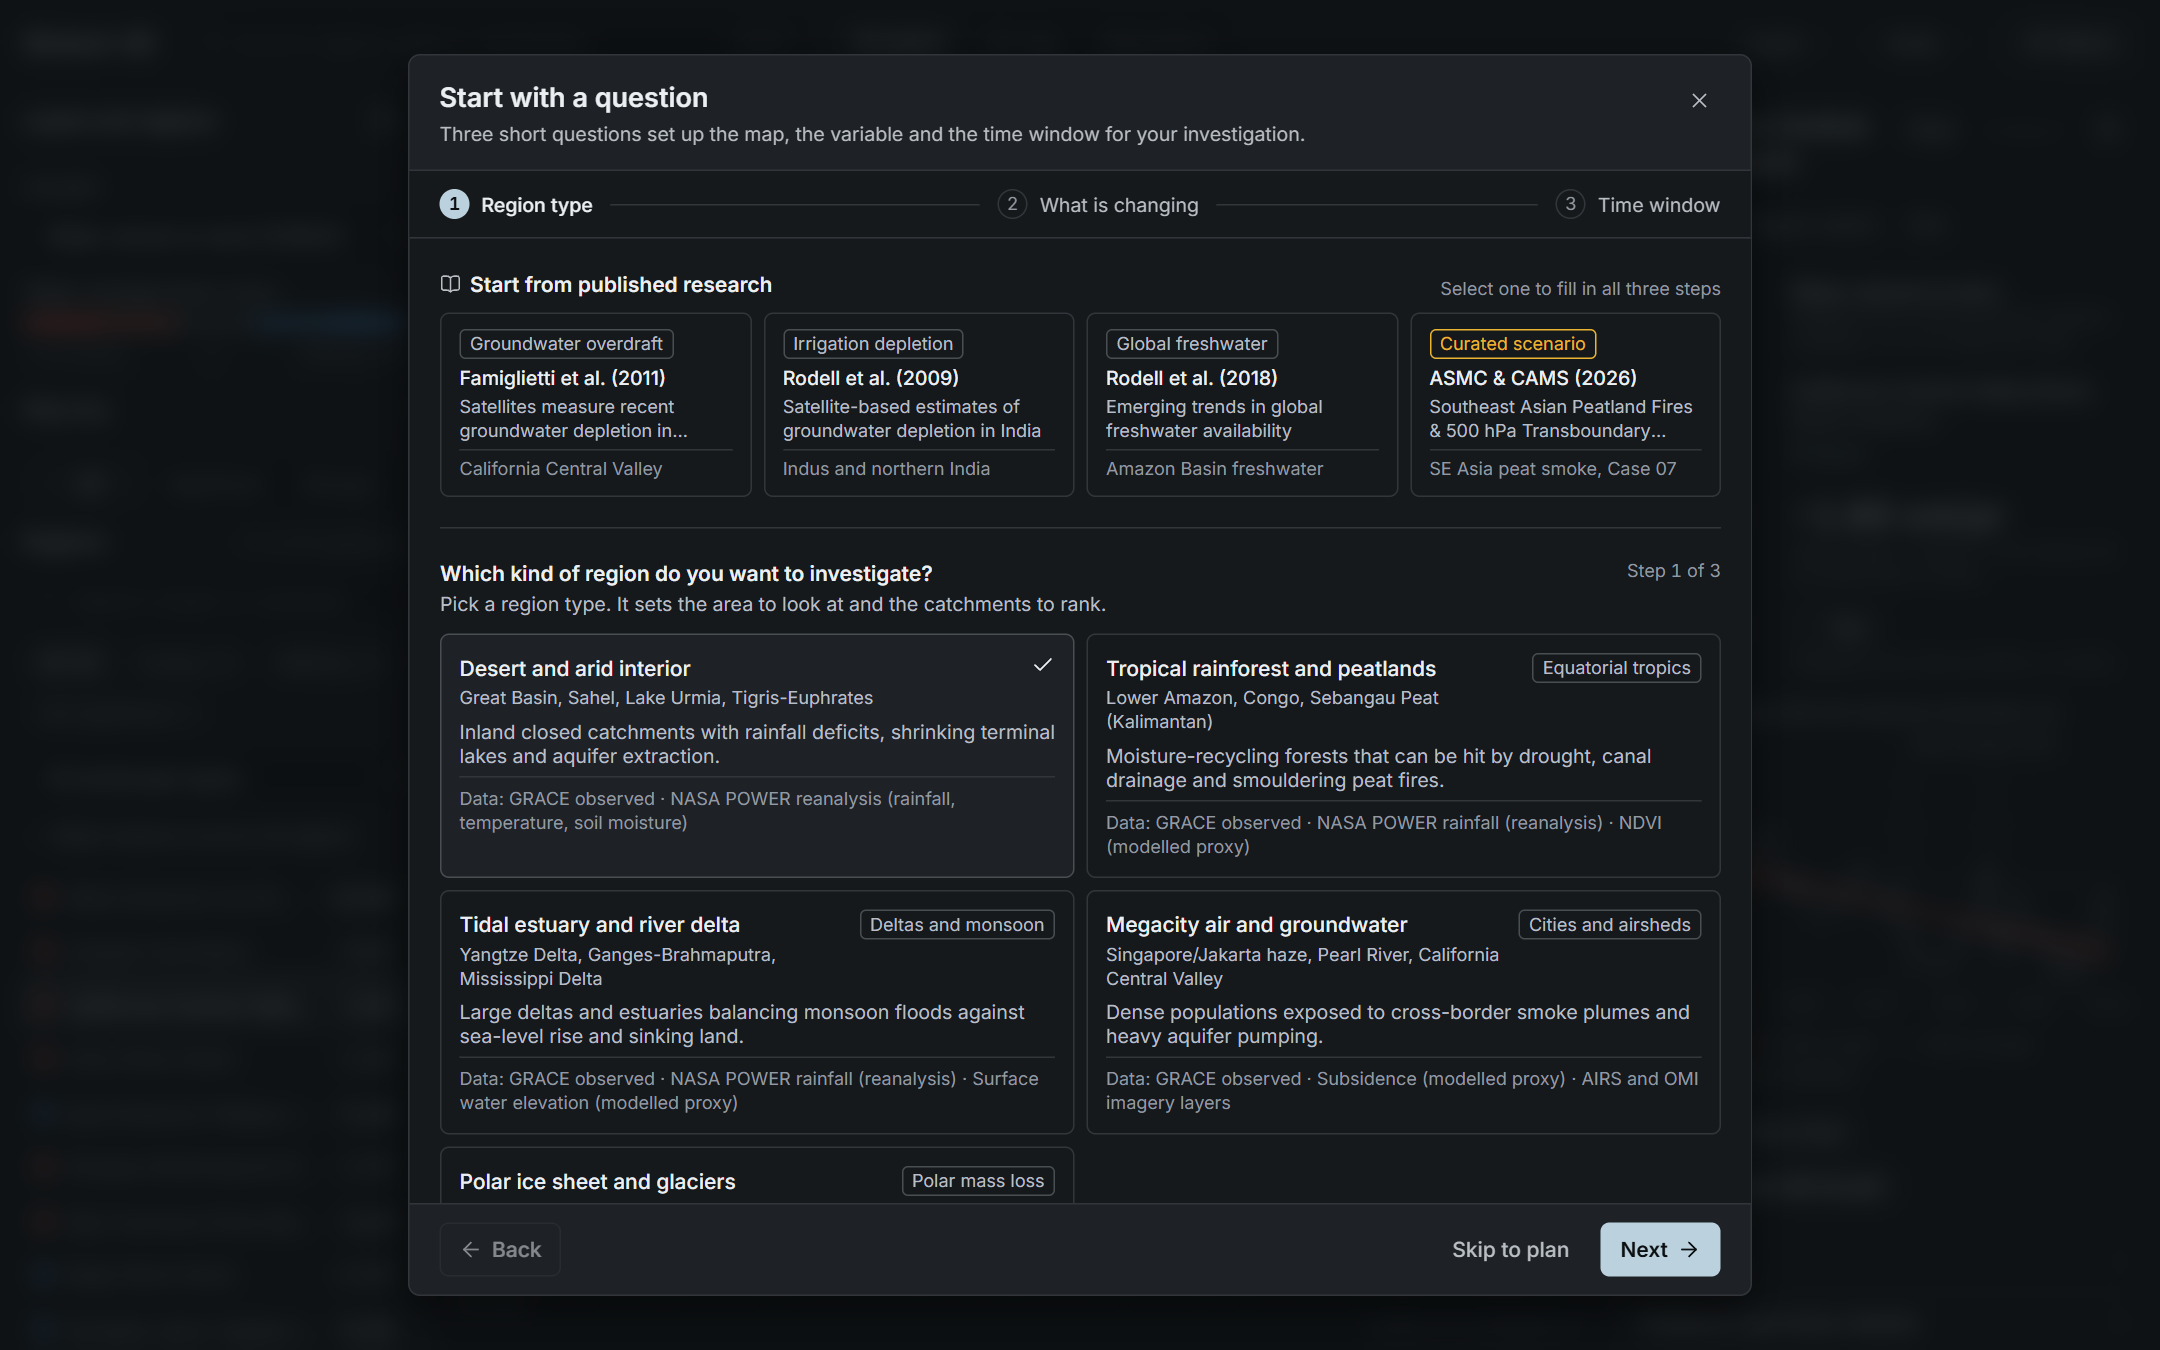 Start with a question
Three short questions set up the map, the variable and the time window for your investigation.
1 Region type
2 What is changing
3 Time window
Start from published research
Select one to fill in all three steps
Groundwater overdraft
Famiglietti et al. (2011)
Satellites measure recent
groundwater depletion in...
California Central Valley
Irrigation depletion
Rodell et al. (2009)
Satellite-based estimates of
groundwater depletion in India
Indus and northern India
Global freshwater
Rodell et al. (2018)
Emerging trends in global
freshwater availability
Amazon Basin freshwater
Curated scenario
ASMC & CAMS (2026)
Southeast Asian Peatland Fires
& 500 hPa Transboundary...
SE Asia peat smoke, Case 07
Which kind of region do you want to investigate?
Step 1 of 3
Pick a region type. It sets the area to look at and the catchments to rank.
Desert and arid interior
Great Basin, Sahel, Lake Urmia, Tigris-Euphrates
Inland closed catchments with rainfall deficits, shrinking terminal
lakes and aquifer extraction.
Data: GRACE observed · NASA POWER reanalysis (rainfall,
temperature, soil moisture)
Tropical rainforest and peatlands
Equatorial tropics
Lower Amazon, Congo, Sebangau Peat
(Kalimantan)
Moisture-recycling forests that can be hit by drought, canal
drainage and smouldering peat fires.
Data: GRACE observed · NASA POWER rainfall (reanalysis) · NDVI
(modelled proxy)
Tidal estuary and river delta
Deltas and monsoon
Yangtze Delta, Ganges-Brahmaputra,
Mississippi Delta
Large deltas and estuaries balancing monsoon floods against
sea-level rise and sinking land.
Data: GRACE observed · NASA POWER rainfall (reanalysis) · Surface
water elevation (modelled proxy)
Megacity air and groundwater
Cities and airsheds
Singapore/Jakarta haze, Pearl River, California
Central Valley
Dense populations exposed to cross-border smoke plumes and
heavy aquifer pumping.
Data: GRACE observed · Subsidence (modelled proxy) · AIRS and OMI
imagery layers
Polar ice sheet and glaciers
Polar mass loss
Back
Skip to plan
Next